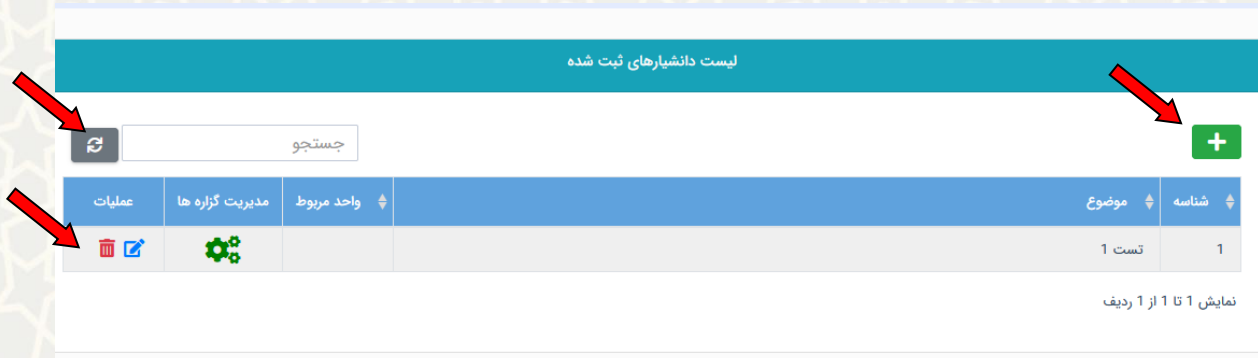 لیست دانشیارهای ثبت شده
جستجو
شناسه موضوع واحد مربوط مدیریت گزاره ها عملیات
1 تست 1
نمایش 1 تا 1 از 1 ردیف